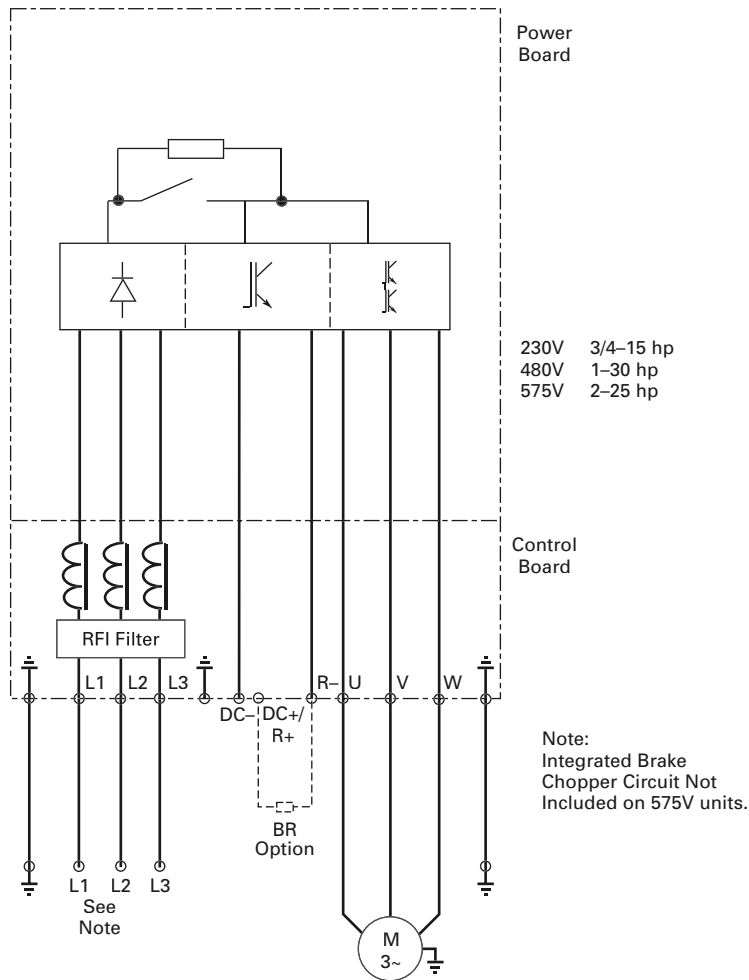 Power
Board
230V 3/4–15 hp
480V 1–30 hp
575V 2–25 hp
Control
Board
RFI Filter
L1 L2 L3 R– U V W
DC– DC+/
R+
Note:
Integrated Brake
Chopper Circuit Not
Included on 575V units.
BR
Option
L1 L2 L3
See
Note
M
3~